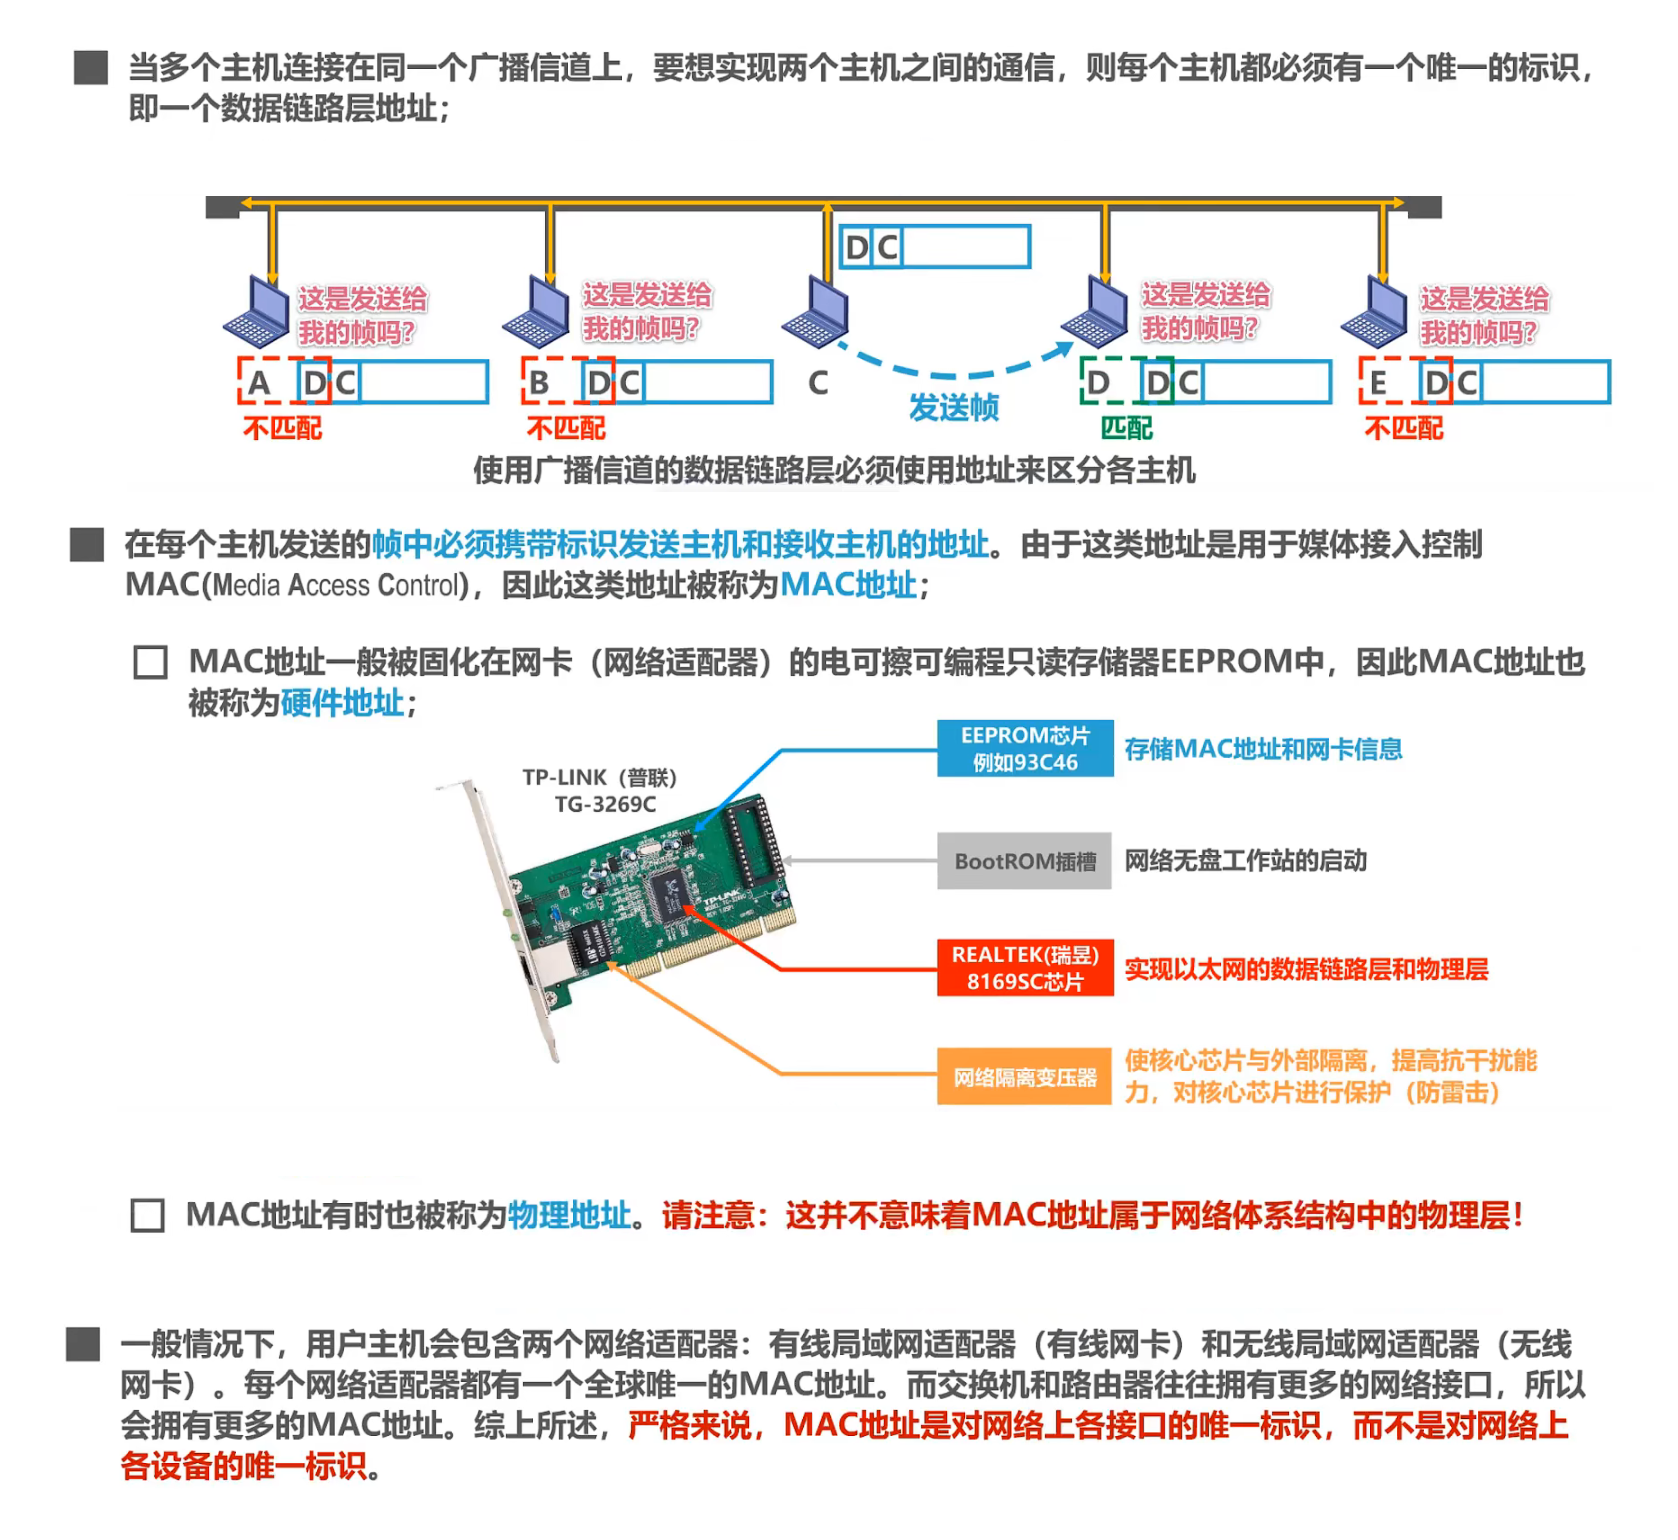 当多个主机连接在同一个广播信道上，要想实现两个主机之间的通信，则每个主机都必须有一个唯一的标识，
即一个数据链路层地址；
D C
这是发送给
我的帧吗？
这是发送给
我的帧吗？
这是发送给
我的帧吗？
这是发送给
我的帧吗？
A D C
B D C
C
D D C
E D C
发送帧
不匹配
不匹配
匹配
不匹配
使用广播信道的数据链路层必须使用地址来区分各主机
在每个主机发送的帧中必须携带标识发送主机和接收主机的地址。由于这类地址是用于媒体接入控制
MAC(Media Access Control)，因此这类地址被称为MAC地址；
MAC地址一般被固化在网卡（网络适配器）的电可擦可编程只读存储器EEPROM中，因此MAC地址也
被称为硬件地址；
TP-LINK（普联）
TG-3269C
EEPROM芯片
例如93C46
存储MAC地址和网卡信息
BootROM插槽
网络无盘工作站的启动
TP-LINK
REALTEK(瑞昱)
8169SC芯片
实现以太网的数据链路层和物理层
网络隔离变压器
使核心芯片与外部隔离，提高抗干扰能
力，对核心芯片进行保护（防雷击）
MAC地址有时也被称为物理地址。请注意：这并不意味着MAC地址属于网络体系结构中的物理层！
一般情况下，用户主机会包含两个网络适配器：有线局域网适配器（有线网卡）和无线局域网适配器（无线
网卡）。每个网络适配器都有一个全球唯一的MAC地址。而交换机和路由器往往拥有更多的网络接口，所以
会拥有更多的MAC地址。综上所述，严格来说，MAC地址是对网络上各接口的唯一标识，而不是对网络上
各设备的唯一标识。